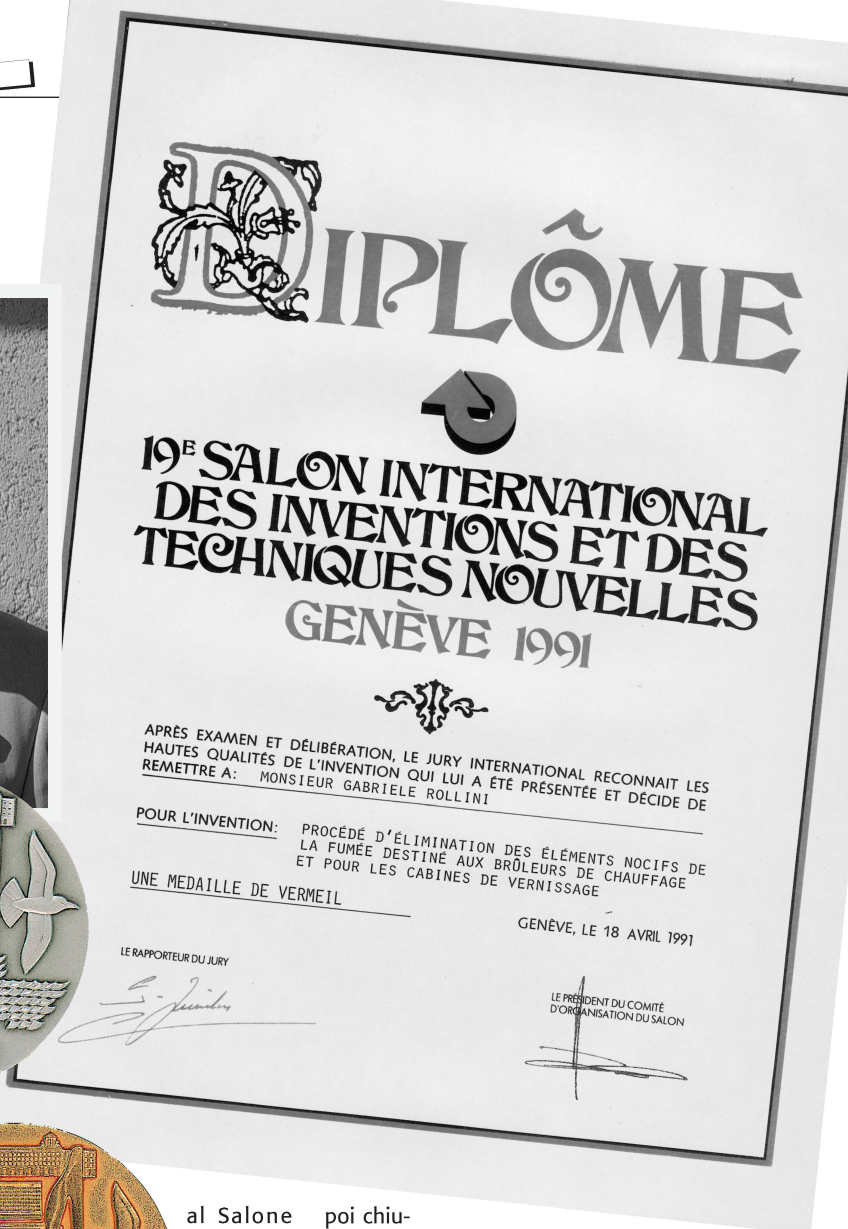 DIPLÔME
19E SALON INTERNATIONAL
DES INVENTIONS ET DES
TECHNIQUES NOUVELLES
GENÈVE 1991
APRÈS EXAMEN ET DÉLIBÉRATION, LE JURY INTERNATIONAL RECONNAIT LES
HAUTES QUALITÉS DE L'INVENTION QUI LUI A ÉTÉ PRÉSENTÉE ET DÉCIDE DE
REMETTRE A: MONSIEUR GABRIELE ROLLINI
POUR L'INVENTION: PROCÉDÉ D'ÉLIMINATION DES ÉLÉMENTS NOCIFS DE
LA FUMÉE DESTINÉ AUX BRÛLEURS DE CHAUFFAGE
ET POUR LES CABINES DE VERNISSAGE
UNE MEDAILLE DE VERMEIL
GENÈVE, LE 18 AVRIL 1991
LE RAPPORTEUR DU JURY
LE PRÉSIDENT DU COMITÉ
D'ORGANISATION DU SALON
al Salone poi chiu-